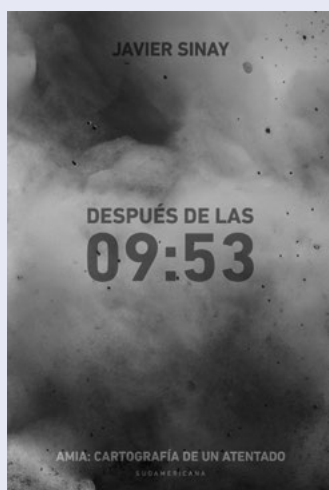 JAVIER SINAY
DESPUÉS DE LAS
09:53
AMIA: CARTOGRAFÍA DE UN ATENTADO
SUDAMERICANA